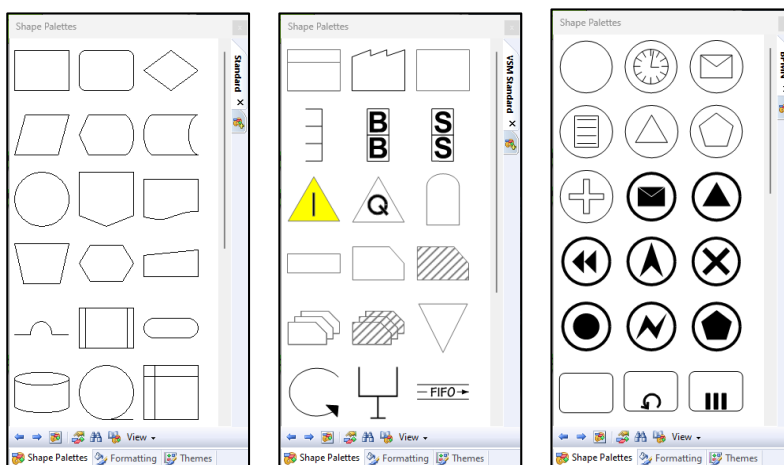 Shape Palettes
Standard
View
Shape Palettes Formatting Themes
Shape Palettes
VSM Standard
B
B
S
S
I
Q
FIFO
View
Shape Palettes Formatting Themes
Shape Palettes
BPMN
View
Shape Palettes Formatting Themes